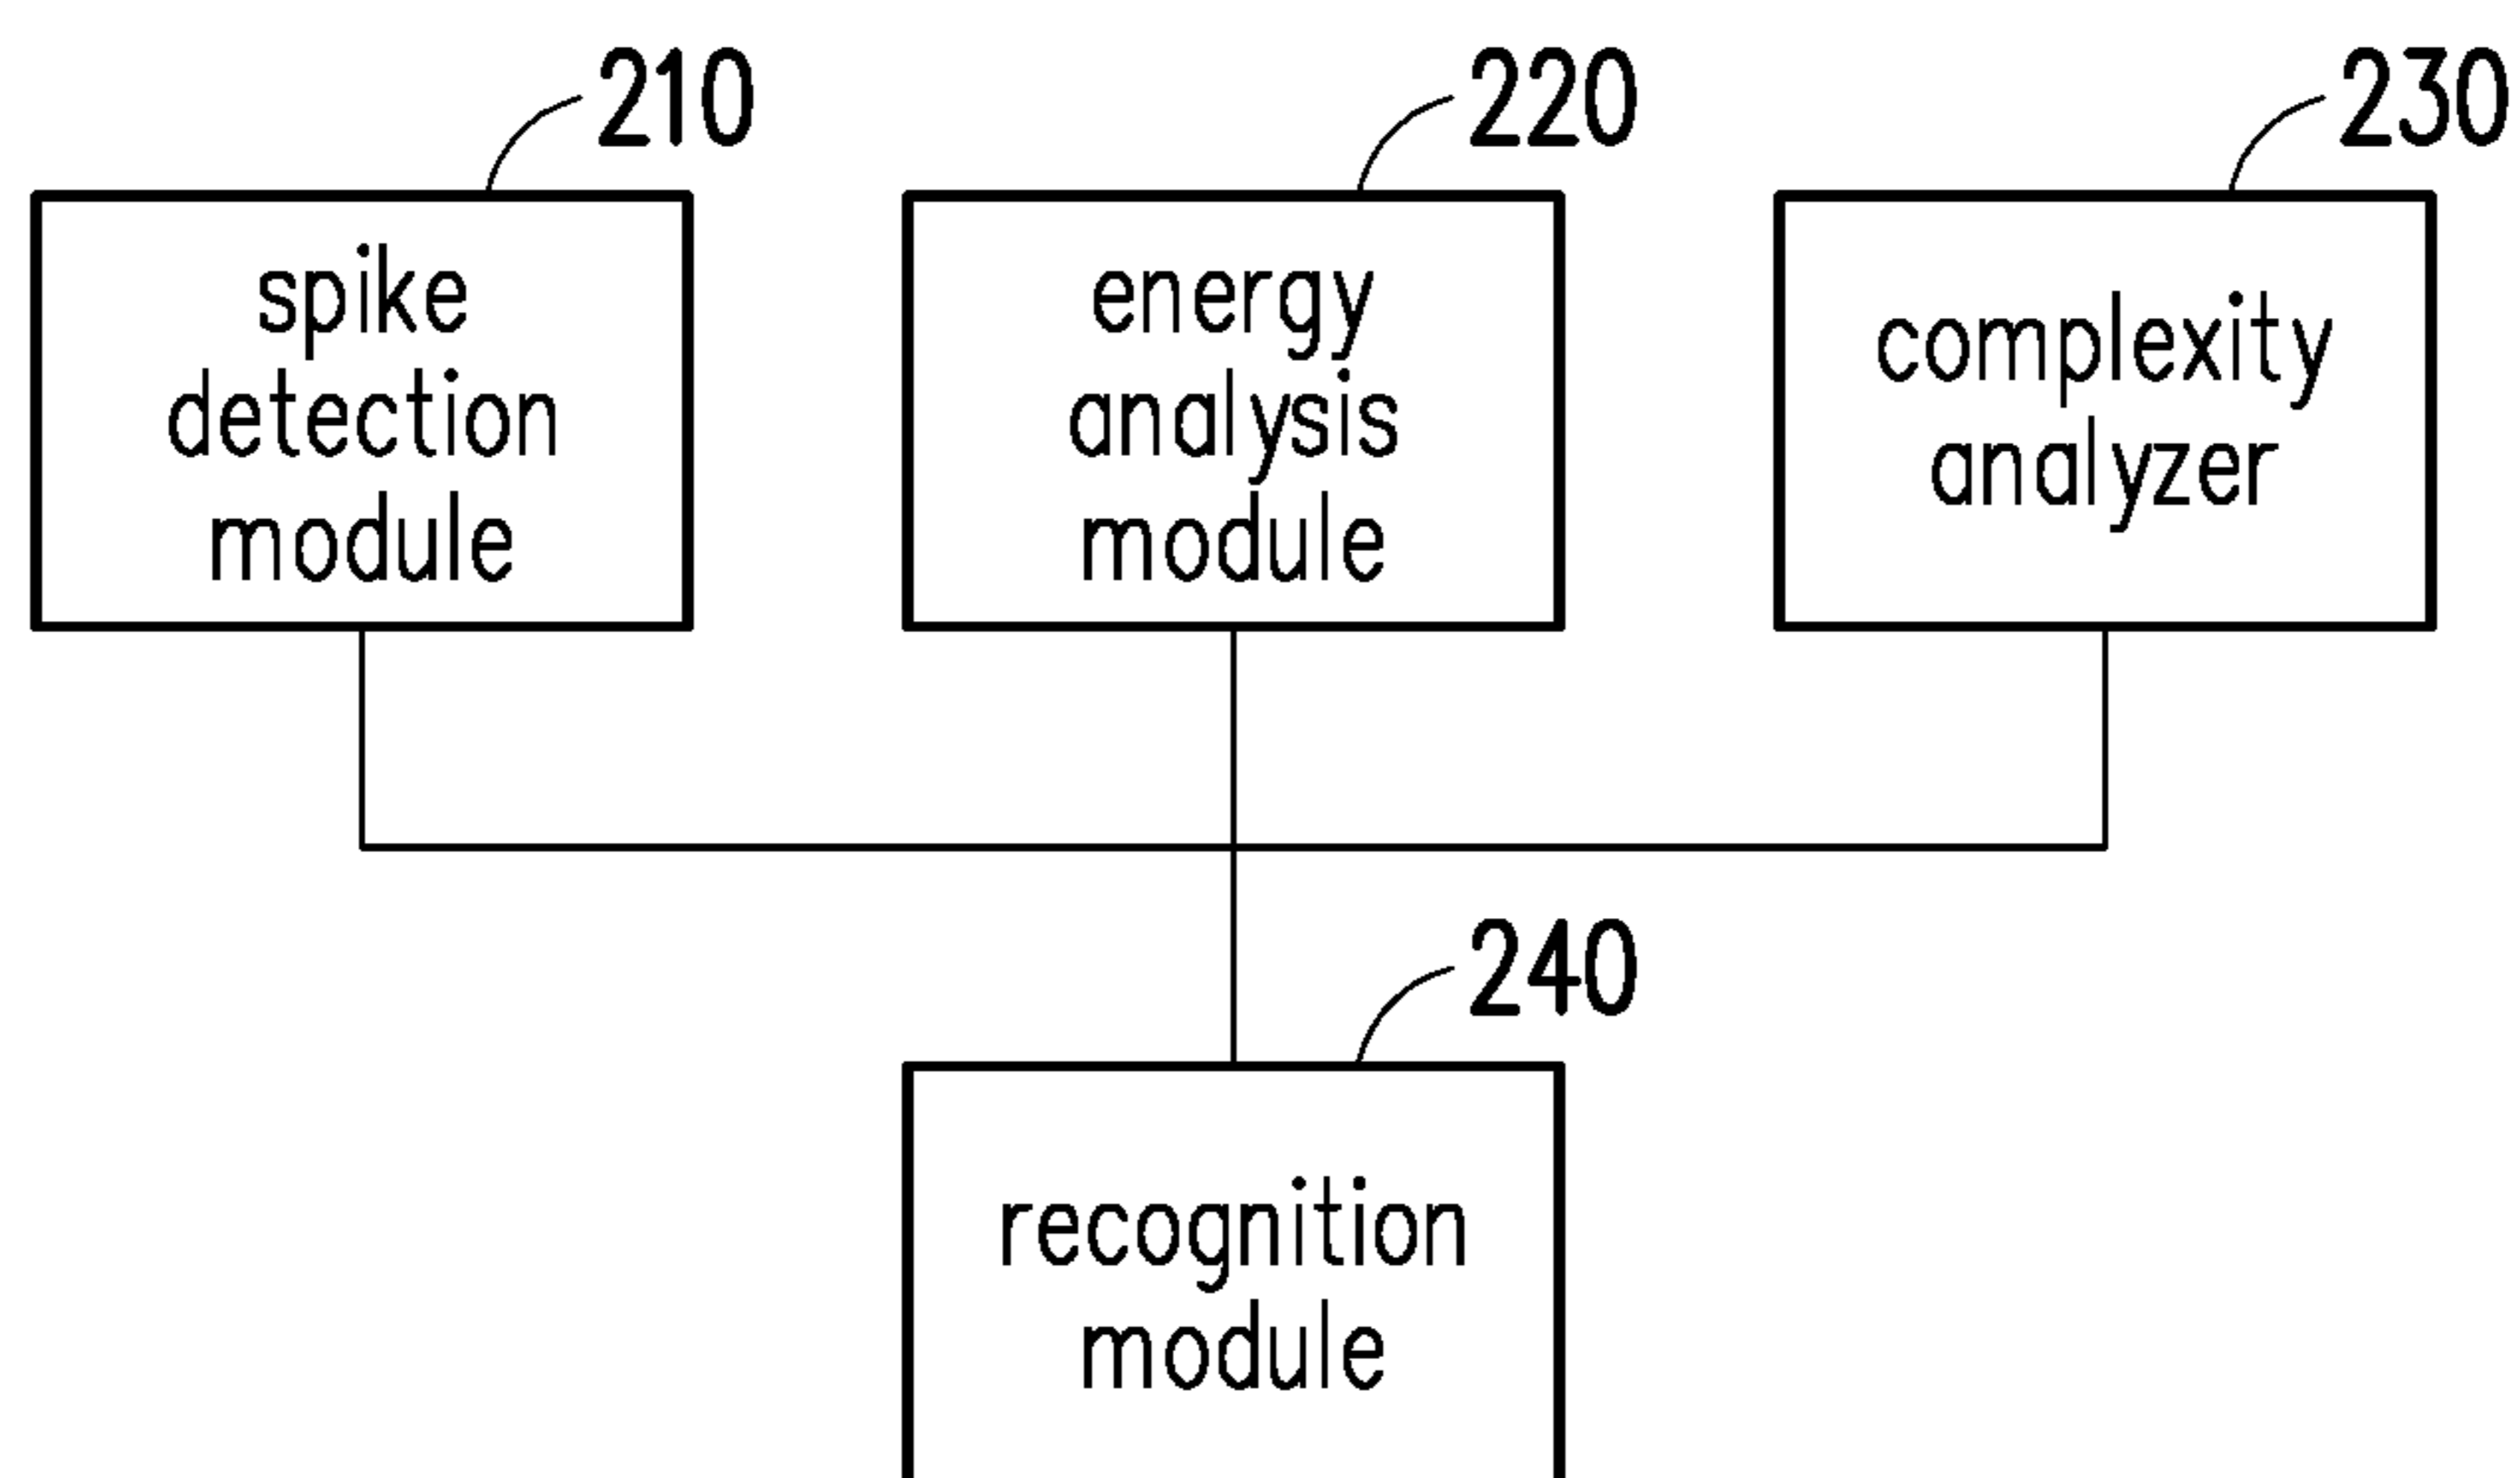 210
spike
detection
module
220
energy
analysis
module
230
complexity
analyzer
240
recognition
module